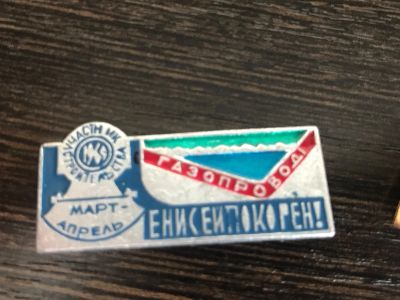 УЧАСТНИК
СТРОИТЕЛЬСТВА
МАРТ-
АПРЕЛЬ
ГАЗОПРОВОД!
ЕНИСЕЙ ПОКОРЕН!